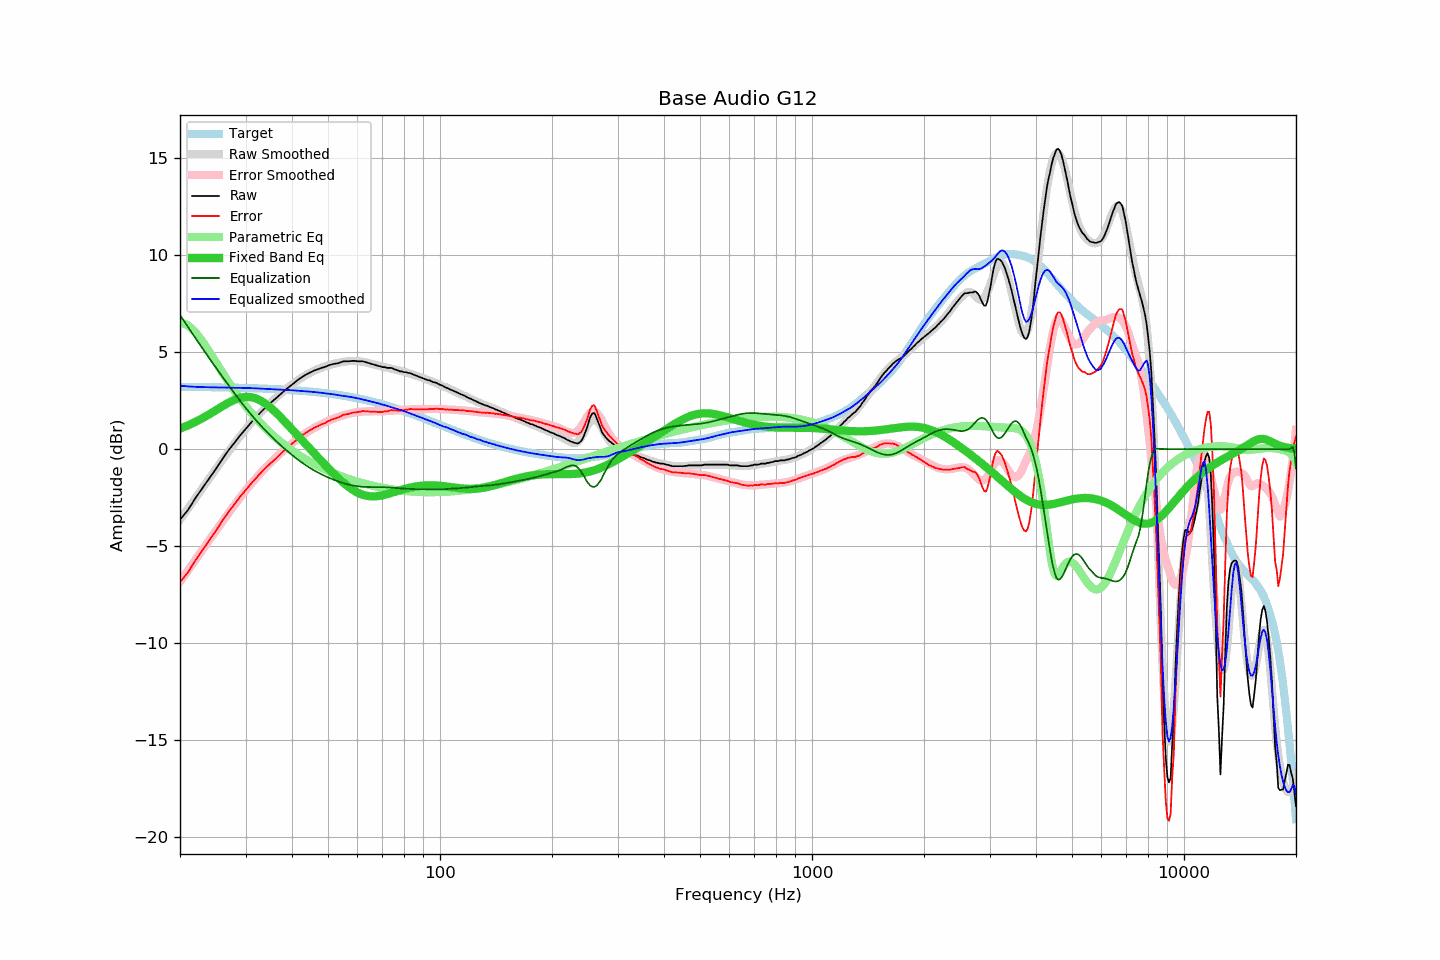 Base Audio G12
Target
Raw Smoothed
Error Smoothed
Raw
Error
Parametric Eq
Fixed Band Eq
Equalization
Equalized smoothed
15
10
5
0
−5
−10
−15
−20
Amplitude (dBr)
100
1000
10000
Frequency (Hz)